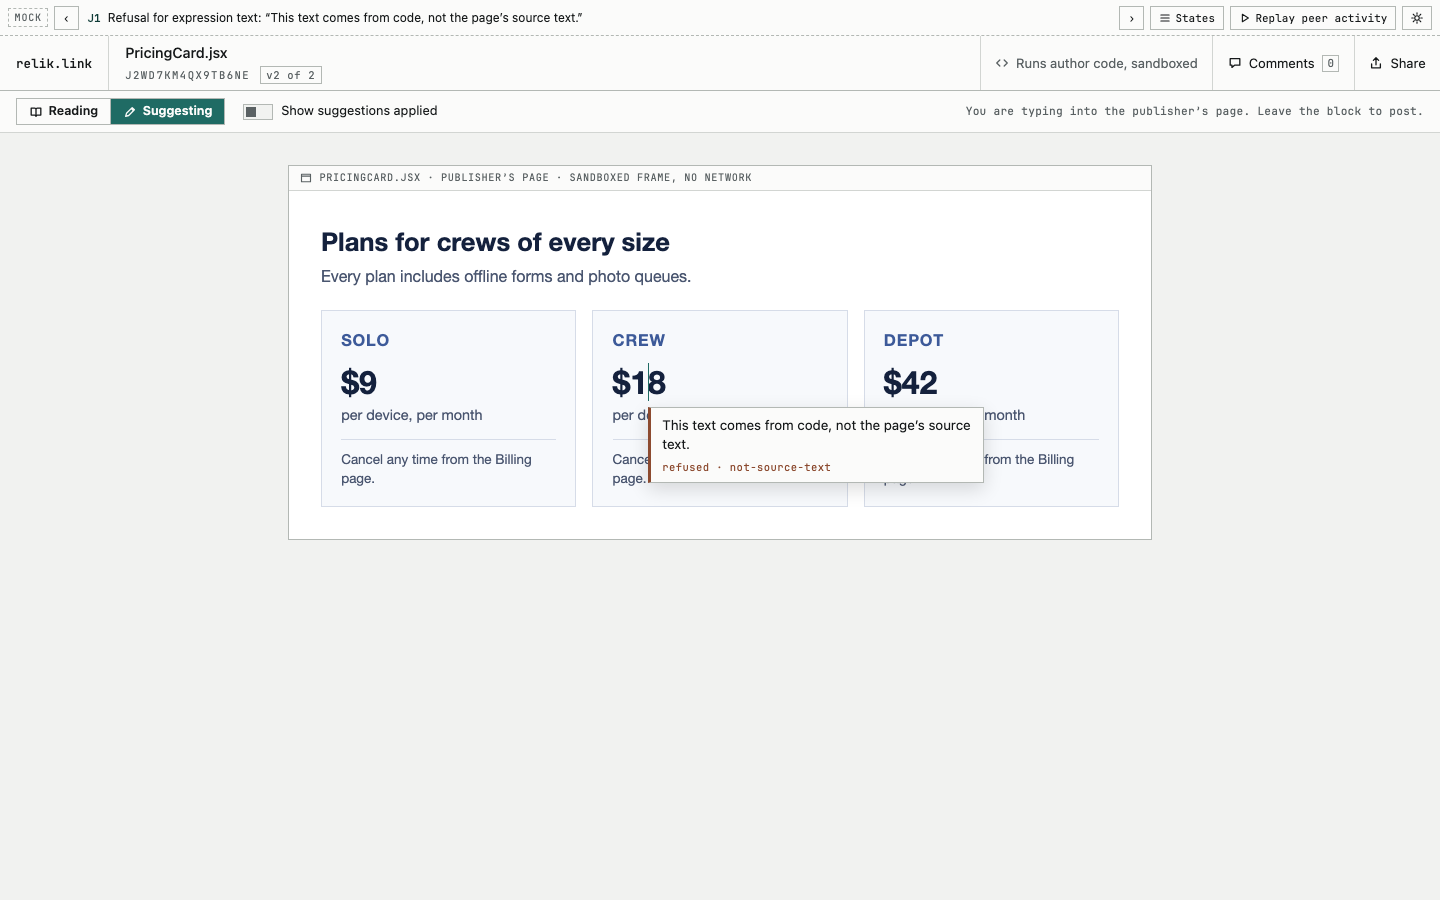 MOCK ‹ J1 Refusal for expression text: “This text comes from code, not the page’s source text.” › States Replay peer activity
relik.link
PricingCard.jsx
J2WD7KM4QX9TB6NE v2 of 2
Runs author code, sandboxed
Comments 0
Share
Reading Suggesting Show suggestions applied You are typing into the publisher’s page. Leave the block to post.
PRICINGCARD.JSX · PUBLISHER’S PAGE · SANDBOXED FRAME, NO NETWORK
Plans for crews of every size
Every plan includes offline forms and photo queues.
SOLO
$9
per device, per month
Cancel any time from the Billing
page.
CREW
$18
per d
Cance
page.
This text comes from code, not the page’s source
text.
refused · not-source-text
DEPOT
$42
month
from the Billing